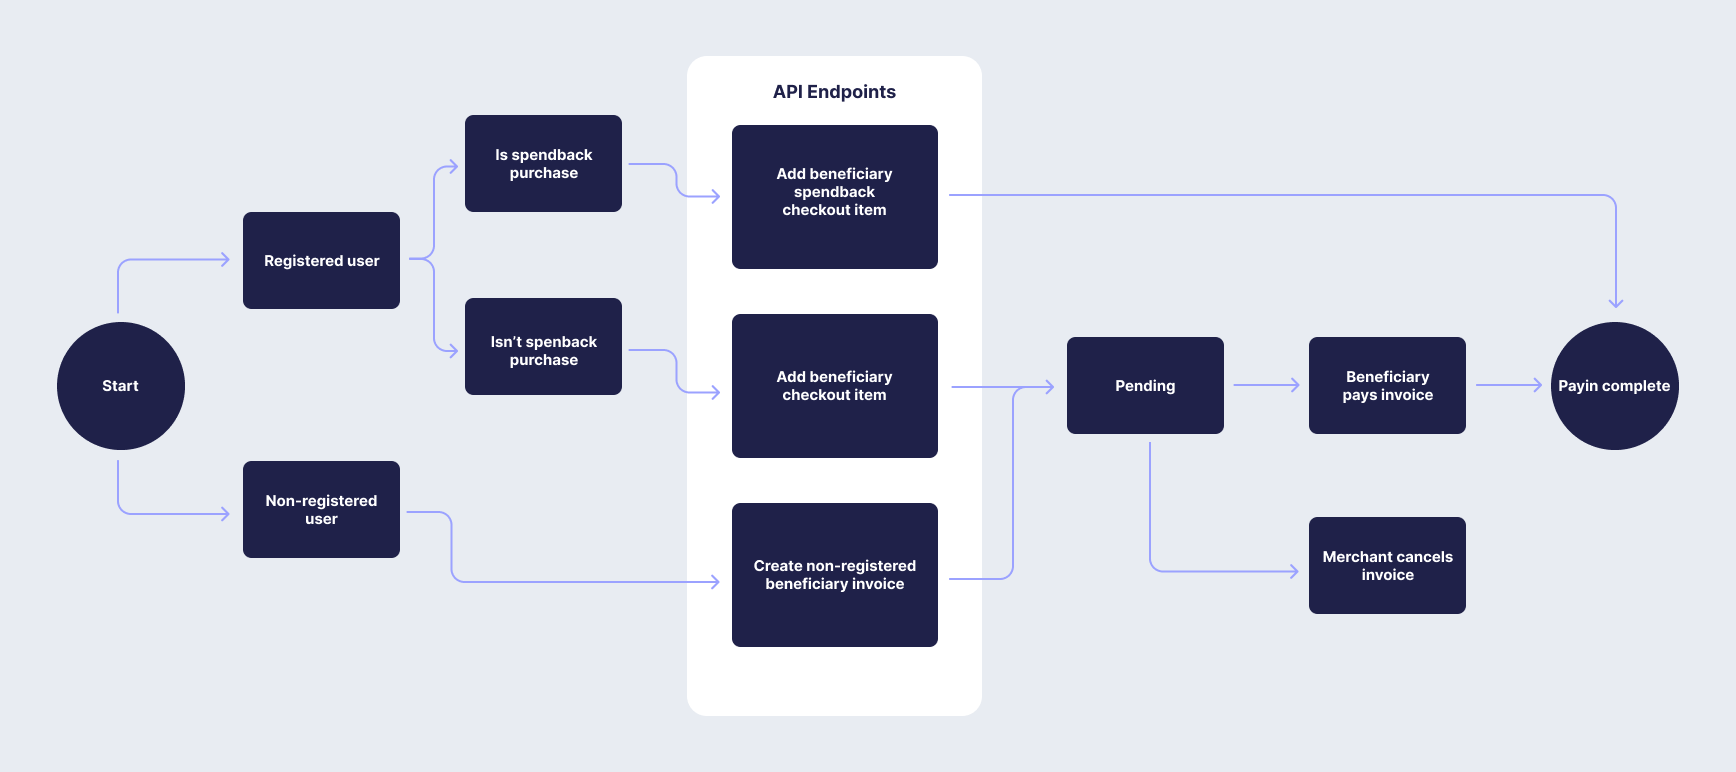 API Endpoints
Is spendback
purchase
Add beneficiary
spendback
checkout item
Registered user
Isn’t spenback
purchase
Start
Add beneficiary
checkout item
Pending
Beneficiary
pays invoice
Payin complete
Non-registered
user
Create non-registered
beneficiary invoice
Merchant cancels
invoice